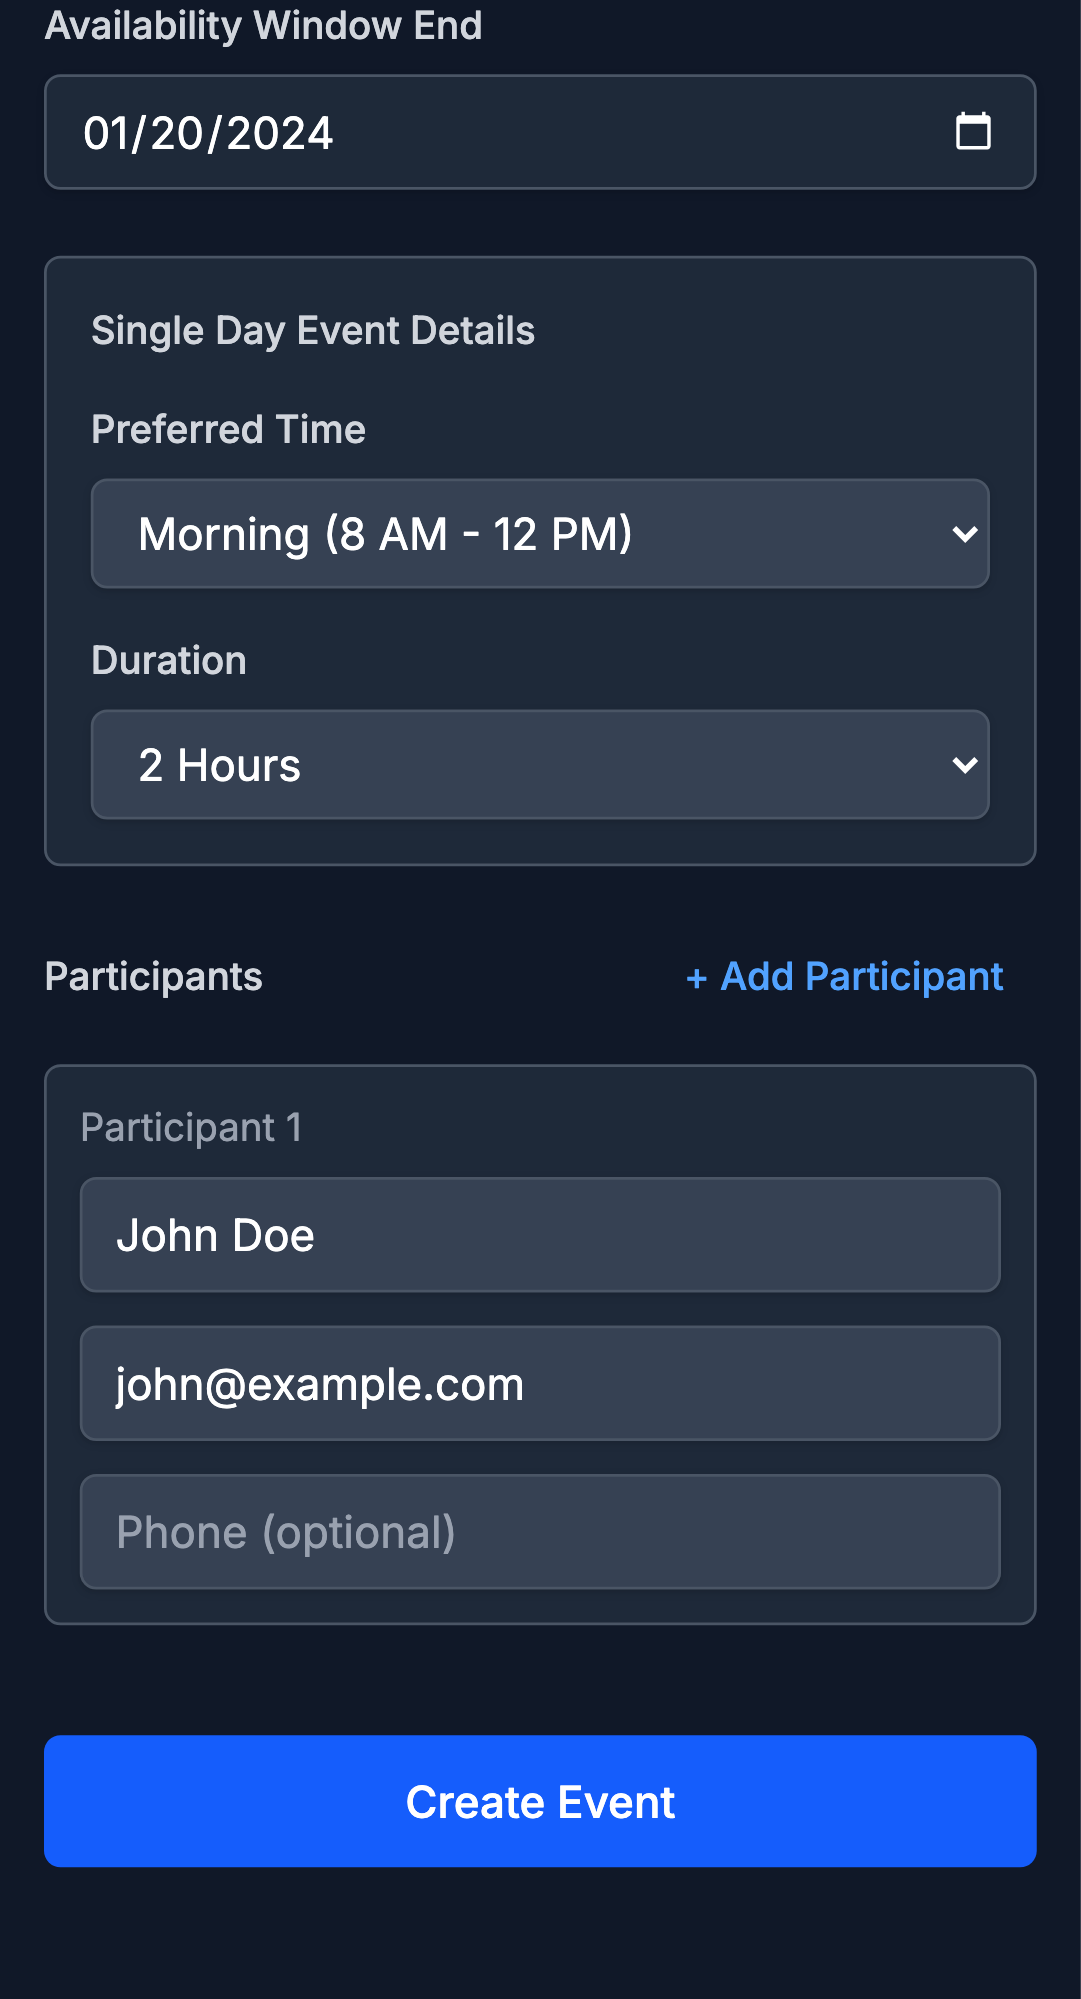 Availability Window End
01/20/2024
Single Day Event Details
Preferred Time
Morning (8 AM - 12 PM)
Duration
2 Hours
Participants
+ Add Participant
Participant 1
John Doe
john@example.com
Phone (optional)
Create Event